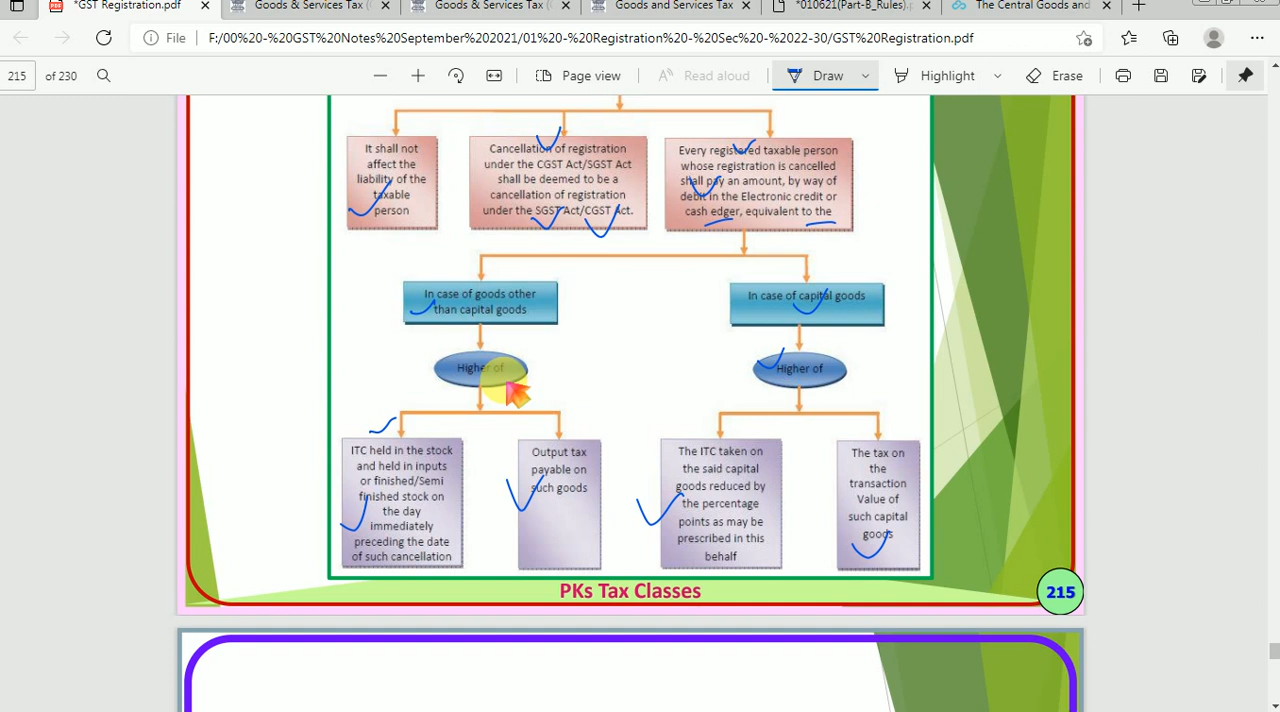 *GST Registration.pdf
Goods & Services Tax (
Goods & Services Tax (
Goods and Services Tax
*010621(Part-B_Rules).p
The Central Goods and
File
F:/00%20-%20GST%20Notes%20September%202021/01%20-%20Registration%20-%20Sec%20-%2022-30/GST%20Registration.pdf
215
of 230
Page view
Read aloud
Draw
Highlight
Erase
It shall not
affect the
liability of the
taxable
person
Cancellation of registration
under the CGST Act/SGST Act
shall be deemed to be a
cancellation of registration
under the SGST Act/CGST Act.
Every registered taxable person
whose registration is cancelled
shall pay an amount, by way of
debit in the Electronic credit or
cash edger, equivalent to the
In case of goods other
than capital goods
In case of capital goods
Higher of
Higher of
ITC held in the stock
and held in inputs
or finished/Semi
finished stock on
the day
immediately
preceding the date
of such cancellation
Output tax
payable on
such goods
The ITC taken on
the said capital
goods reduced by
the percentage
points as may be
prescribed in this
behalf
The tax on
the
transaction
Value of
such capital
goods
PKs Tax Classes
215